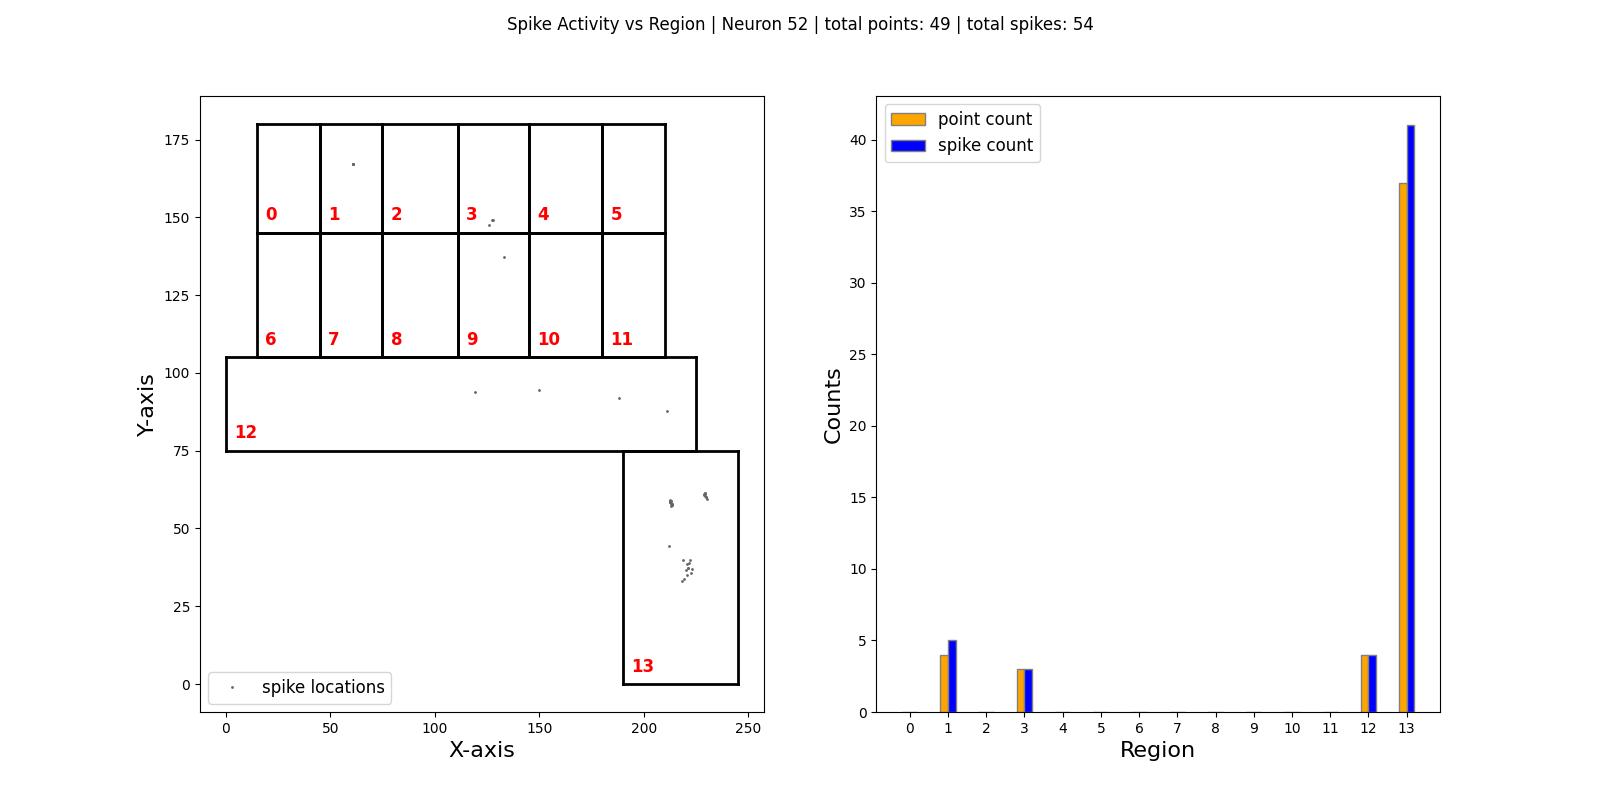 Spike Activity vs Region | Neuron 52 | total points: 49 | total spikes: 54
175
150
125
100
75
50
25
0
Y-axis
0 1 2 3 4 5
6 7 8 9 10 11
12
13
spike locations
0 50 100 150 200 250
X-axis
point count
spike count
40
35
30
25
20
15
10
5
0
Counts
0 1 2 3 4 5 6 7 8 9 10 11 12 13
Region